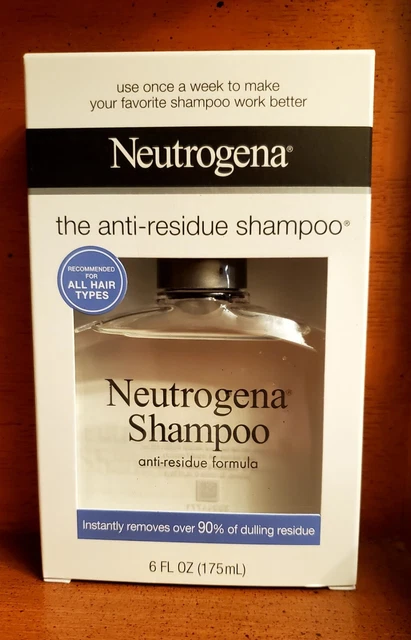 use once a week to make
your favorite shampoo work better
Neutrogena®
the anti-residue shampoo®
RECOMMENDED
FOR
ALL HAIR
TYPES
Neutrogena®
Shampoo
anti-residue formula
Instantly removes over 90% of dulling residue
6 FL OZ (175mL)